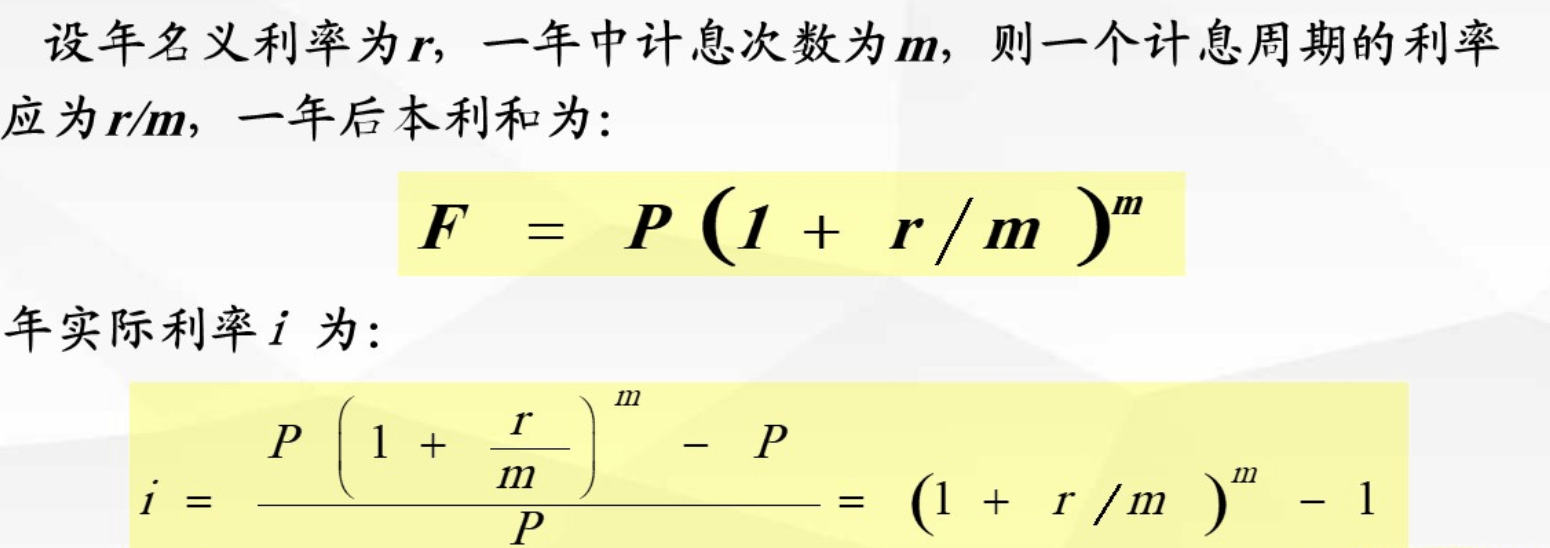 设年名义利率为r，一年中计息次数为m，则一个计息周期的利率
应为r/m，一年后本利和为：
F = P (1 + r / m )^m
年实际利率i 为：
i = \frac{P \left( 1 + \frac{r}{m} \right)^m - P}{P} = (1 + r / m )^m - 1